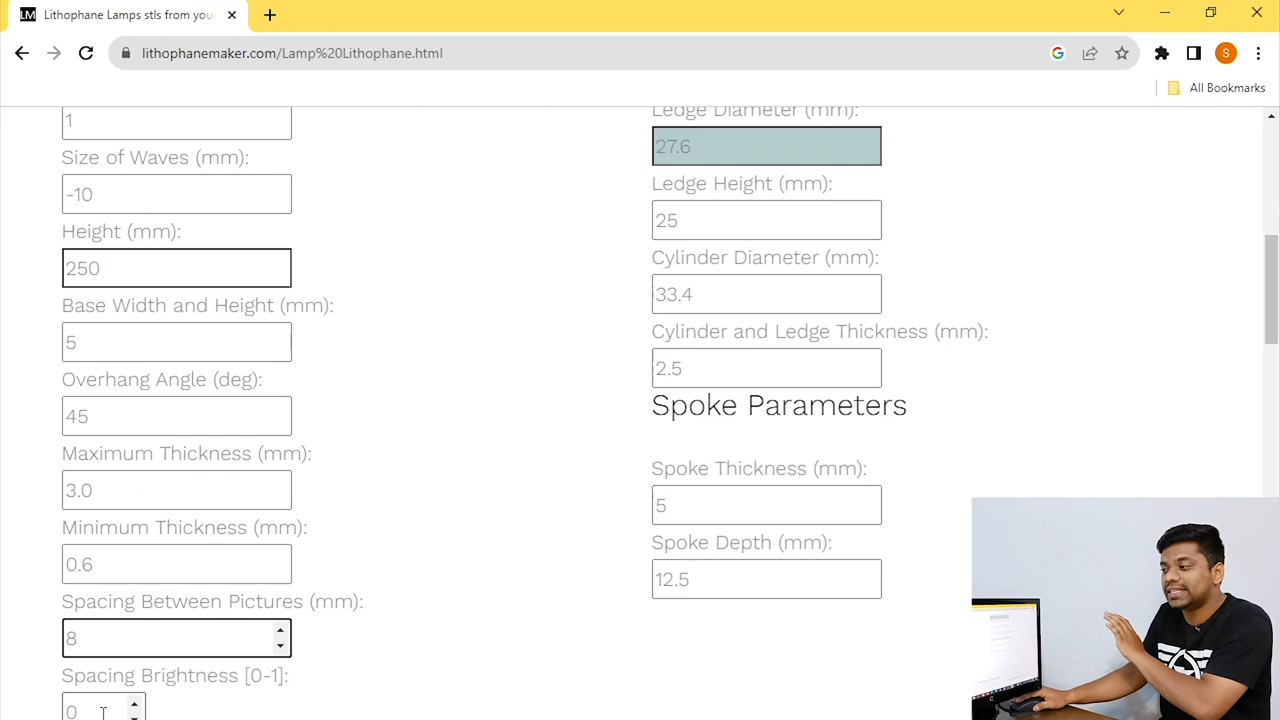 LM Lithophane Lamps stls from you
lithophanemaker.com/Lamp%20Lithophane.html
G
S
All Bookmarks
1
Size of Waves (mm):
-10
Height (mm):
250
Base Width and Height (mm):
5
Overhang Angle (deg):
45
Maximum Thickness (mm):
3.0
Minimum Thickness (mm):
0.6
Spacing Between Pictures (mm):
8
Spacing Brightness [0-1]:
0
Ledge Diameter (mm):
27.6
Ledge Height (mm):
25
Cylinder Diameter (mm):
33.4
Cylinder and Ledge Thickness (mm):
2.5
Spoke Parameters
Spoke Thickness (mm):
5
Spoke Depth (mm):
12.5